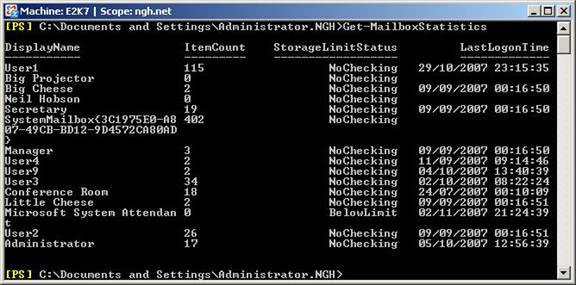 Machine: E2K7 | Scope: ngh.net
[PS] C:\Documents and Settings\Administrator.NGH>Get-MailboxStatistics
DisplayName ItemCount StorageLimitStatus LastLogonTime
----------- --------- ------------------ -------------
User1 115 NoChecking 29/10/2007 23:15:35
Big Projector 0 NoChecking
Big Cheese 2 NoChecking 09/09/2007 00:16:50
Neil Hobson 0 NoChecking
Secretary 19 NoChecking 09/09/2007 00:16:50
SystemMailbox{3C1975E0-A8 402 NoChecking
07-49CB-BD12-9D4572CA80AD
}
Manager 3 NoChecking 09/09/2007 00:16:50
User4 2 NoChecking 11/09/2007 09:14:46
User9 2 NoChecking 04/10/2007 13:40:39
User3 34 NoChecking 02/10/2007 08:22:24
Conference Room 18 NoChecking 24/07/2007 00:10:09
Little Cheese 2 NoChecking 09/09/2007 00:16:51
Microsoft System Attendan 0 BelowLimit 02/11/2007 21:24:39
t
User2 26 NoChecking 09/09/2007 00:16:51
Administrator 17 NoChecking 05/10/2007 12:56:39
[PS] C:\Documents and Settings\Administrator.NGH>